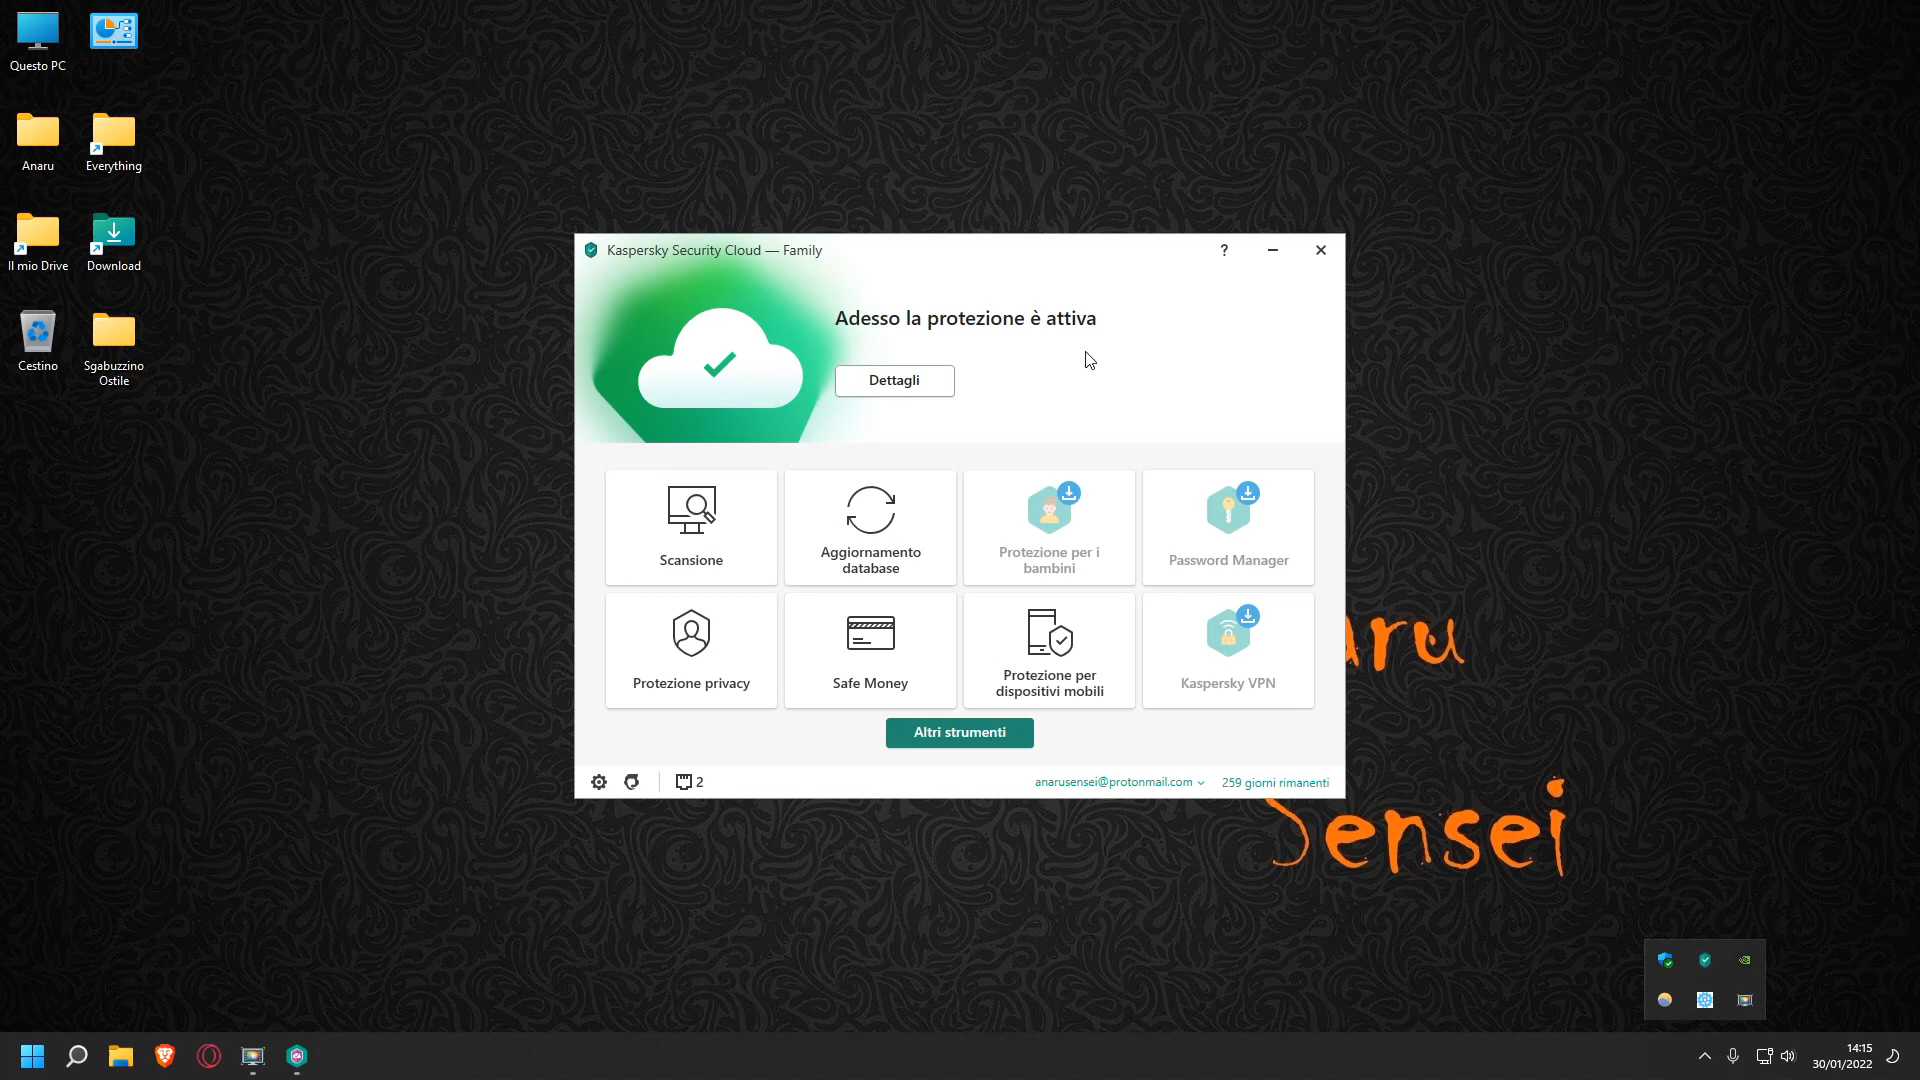 Questo PC
Anaru
Everything
Il mio Drive
Download
Cestino
Sgabuzzino
Ostile
Kaspersky Security Cloud — Family
?
Adesso la protezione è attiva
Dettagli
Scansione
Aggiornamento
database
Protezione per i
bambini
Password Manager
Protezione privacy
Safe Money
Protezione per
dispositivi mobili
Kaspersky VPN
Altri strumenti
2
anarusensei@protonmail.com
259 giorni rimanenti
aru
Sensei
14:15
30/01/2022